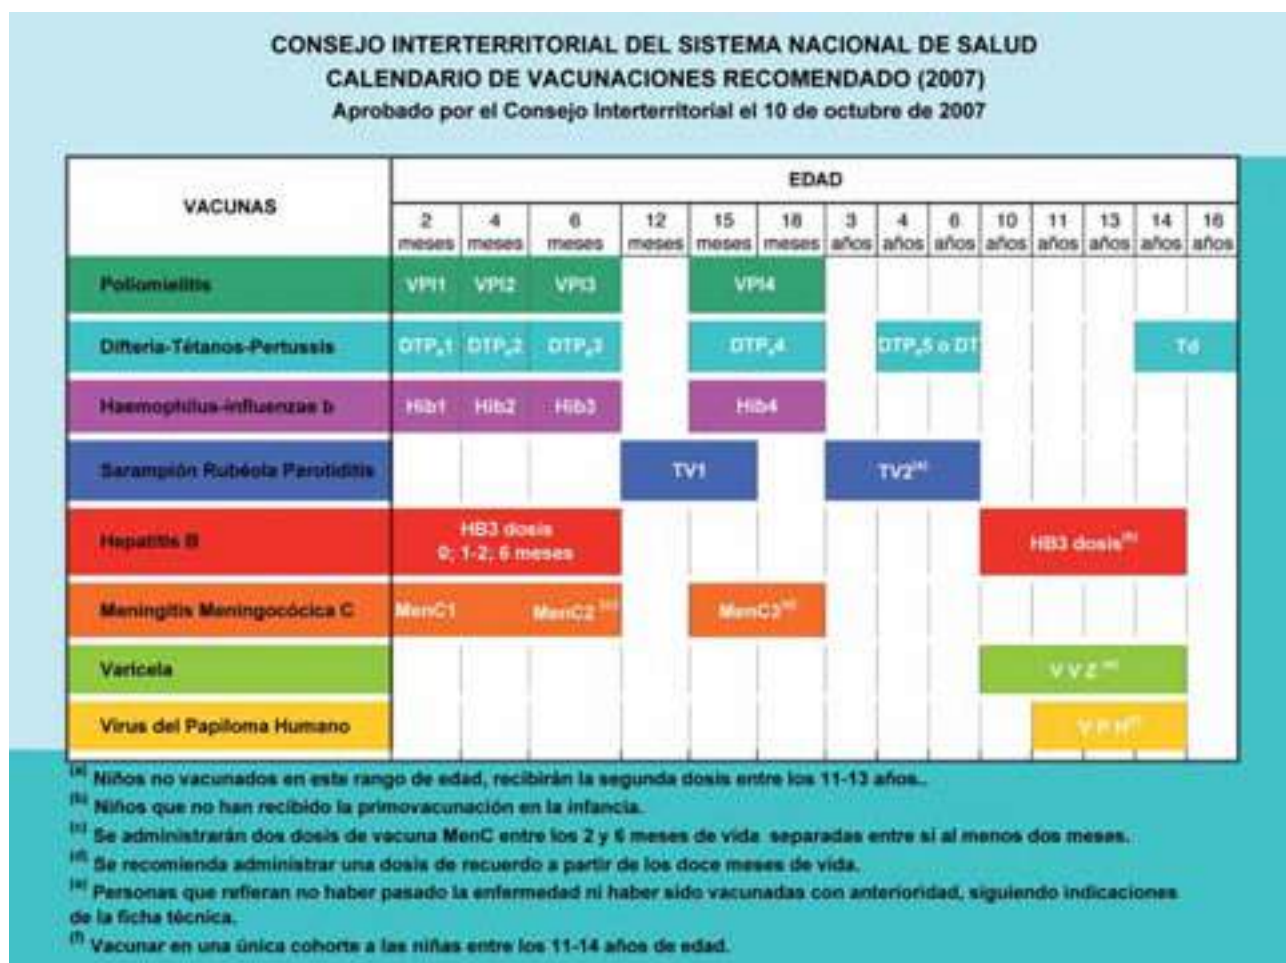 CONSEJO INTERTERRITORIAL DEL SISTEMA NACIONAL DE SALUD
CALENDARIO DE VACUNACIONES RECOMENDADO (2007)
Aprobado por el Consejo Interterritorial el 10 de octubre de 2007
VACUNAS
EDAD
2 meses 4 meses 6 meses 12 meses 15 meses 18 meses 3 años 4 años 6 años 10 años 11 años 13 años 14 años 16 años
Poliomielitis VPI1 VPI2 VPI3 VPI4
Difteria-Tétanos-Pertussis DTPa1 DTPa2 DTPa3 DTPa4 DTPa5 o DT Td
Haemophilus-influenzae b Hib1 Hib2 Hib3 Hib4
Sarampión Rubéola Parotiditis TV1 TV2(a)
Hepatitis B HB3 dosis
0; 1-2; 6 meses HB3 dosis(b)
Meningitis Meningocócica C MenC1 MenC2 (c) MenC3(d)
Varicela V V Z (e)
Virus del Papiloma Humano V P H(f)
(a) Niños no vacunados en este rango de edad, recibirán la segunda dosis entre los 11-13 años..
(b) Niños que no han recibido la primovacunación en la infancia.
(c) Se administrarán dos dosis de vacuna MenC entre los 2 y 6 meses de vida separadas entre sí al menos dos meses.
(d) Se recomienda administrar una dosis de recuerdo a partir de los doce meses de vida.
(e) Personas que refieran no haber pasado la enfermedad ni haber sido vacunadas con anterioridad, siguiendo indicaciones
de la ficha técnica.
(f) Vacunar en una única cohorte a las niñas entre los 11-14 años de edad.